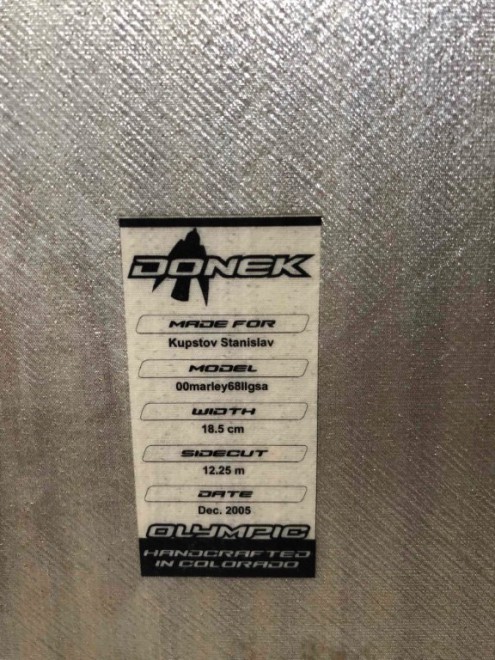 DONEK
MADE FOR
Kupstov Stanislav
MODEL
00marley68llgsa
WIDTH
18.5 cm
SIDECUT
12.25 m
DATE
Dec. 2005
OLYMPIC
HANDCRAFTED
IN COLORADO